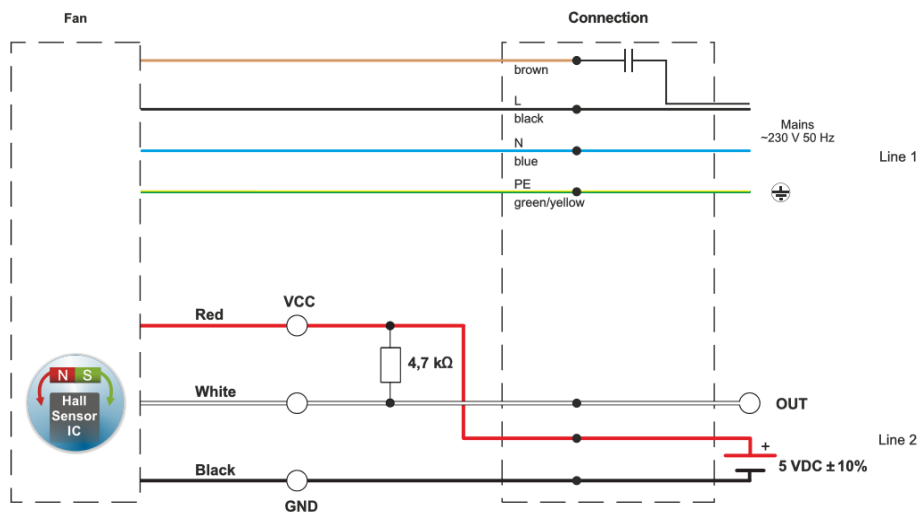 Fan
Connection
brown
L
black
Mains
~230 V 50 Hz
N
blue
Line 1
PE
green/yellow
Red
VCC
4,7 kΩ
N S
Hall
Sensor
IC
White
OUT
Line 2
+
5 VDC ± 10%
Black
GND